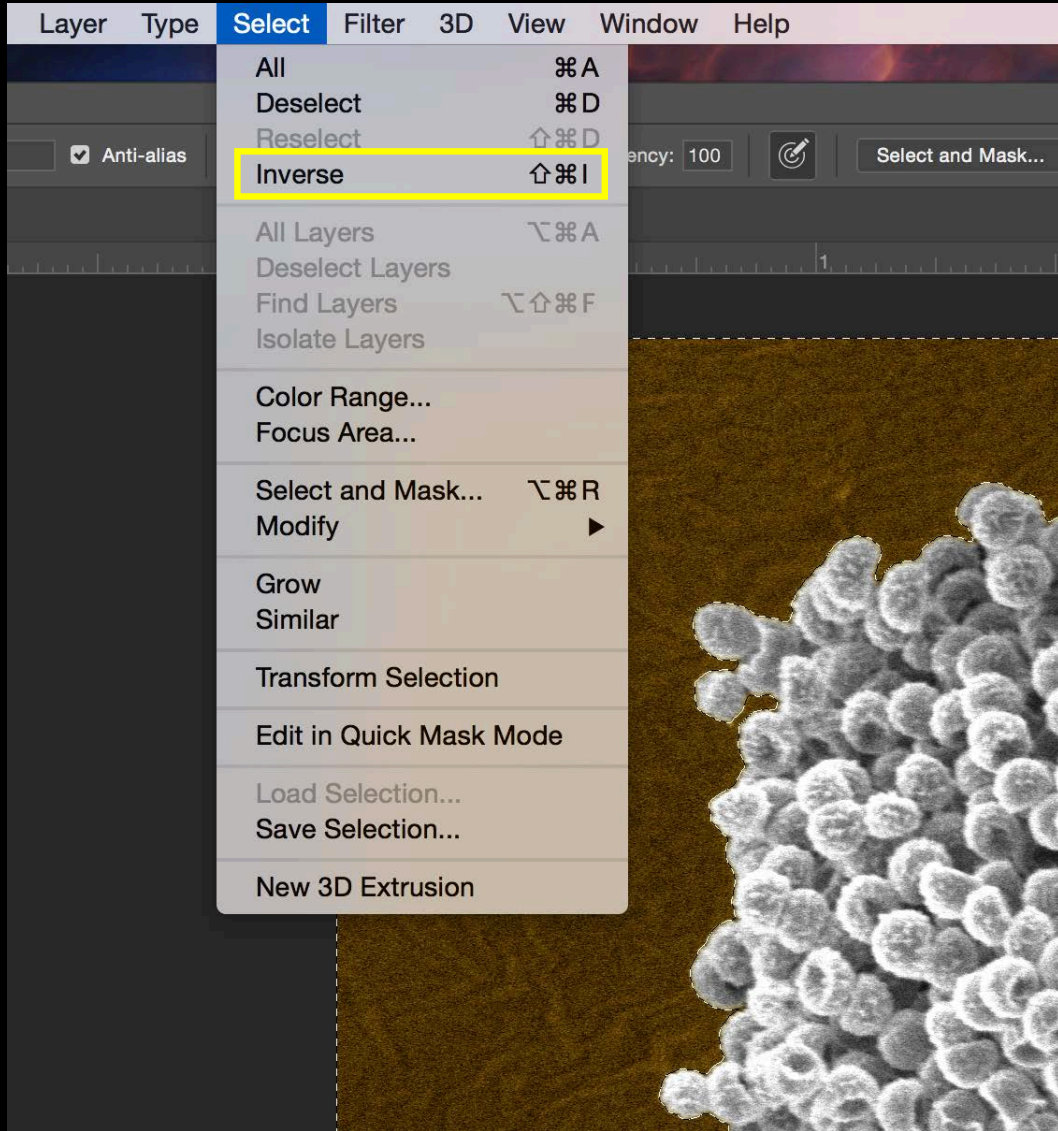 Layer Type Select Filter 3D View Window Help
All ⌘A
Deselect ⌘D
Reselect ⇧⌘D
Anti-alias ency: 100 Select and Mask...
Inverse ⇧⌘I
All Layers ⌥⌘A
Deselect Layers
1
Find Layers ⌥⇧⌘F
Isolate Layers
Color Range...
Focus Area...
Select and Mask... ⌥⌘R
Modify ▶
Grow
Similar
Transform Selection
Edit in Quick Mask Mode
Load Selection...
Save Selection...
New 3D Extrusion